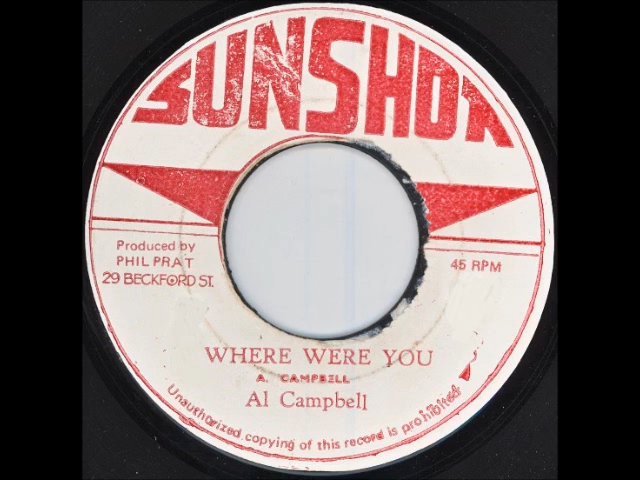 SUNSHOT
Produced by
PHIL PRAT
29 BECKFORD ST.
45 RPM
WHERE WERE YOU
A. CAMPBELL
Al Campbell
Unauthorized copying of this record is prohibited